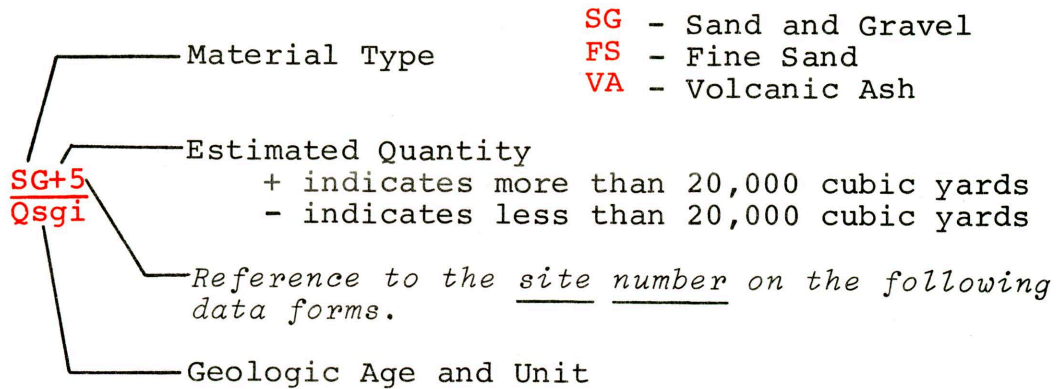 SG - Sand and Gravel
Material Type
FS - Fine Sand
VA - Volcanic Ash
Estimated Quantity
SG+5
+ indicates more than 20,000 cubic yards
Qsgi
- indicates less than 20,000 cubic yards
Reference to the site number on the following
data forms.
Geologic Age and Unit